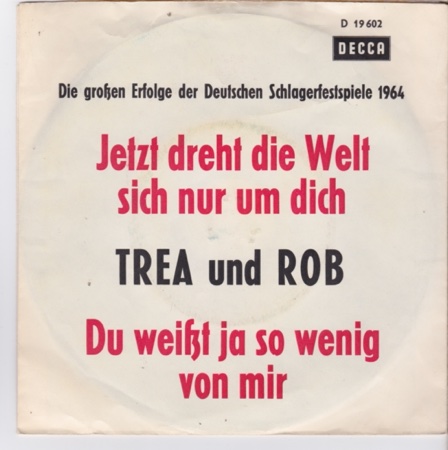 D 19 602
DECCA
Die großen Erfolge der Deutschen Schlagerfestspiele 1964
Jetzt dreht die Welt
sich nur um dich
TREA und ROB
Du weißt ja so wenig
von mir